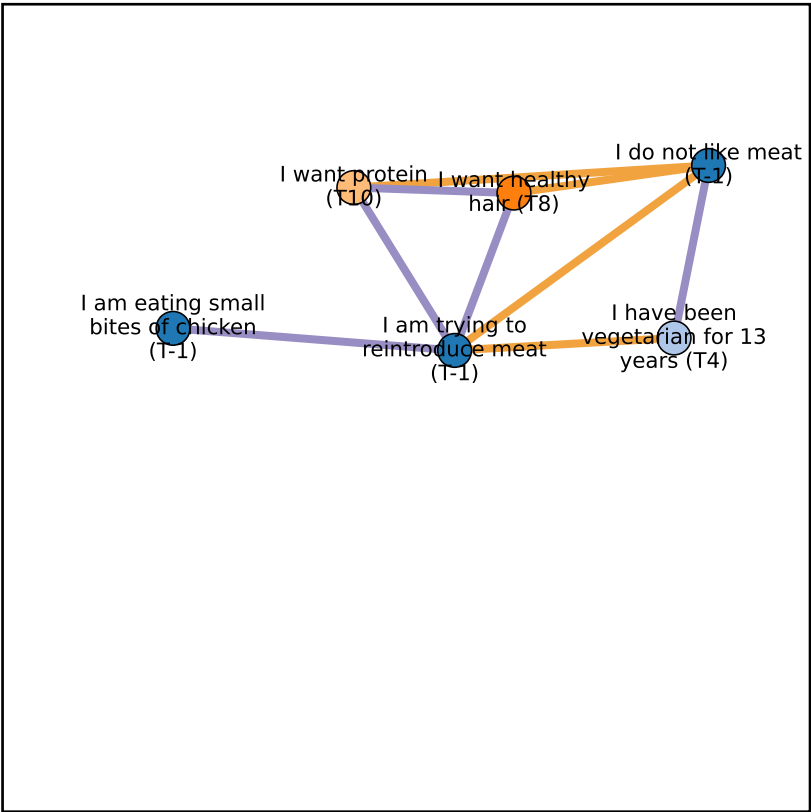 I do not like meat
(T-1)
I want protein
(T10)
I want healthy
hair (T8)
I am eating small
bites of chicken
(T-1)
I am trying to
reintroduce meat
(T-1)
I have been
vegetarian for 13
years (T4)